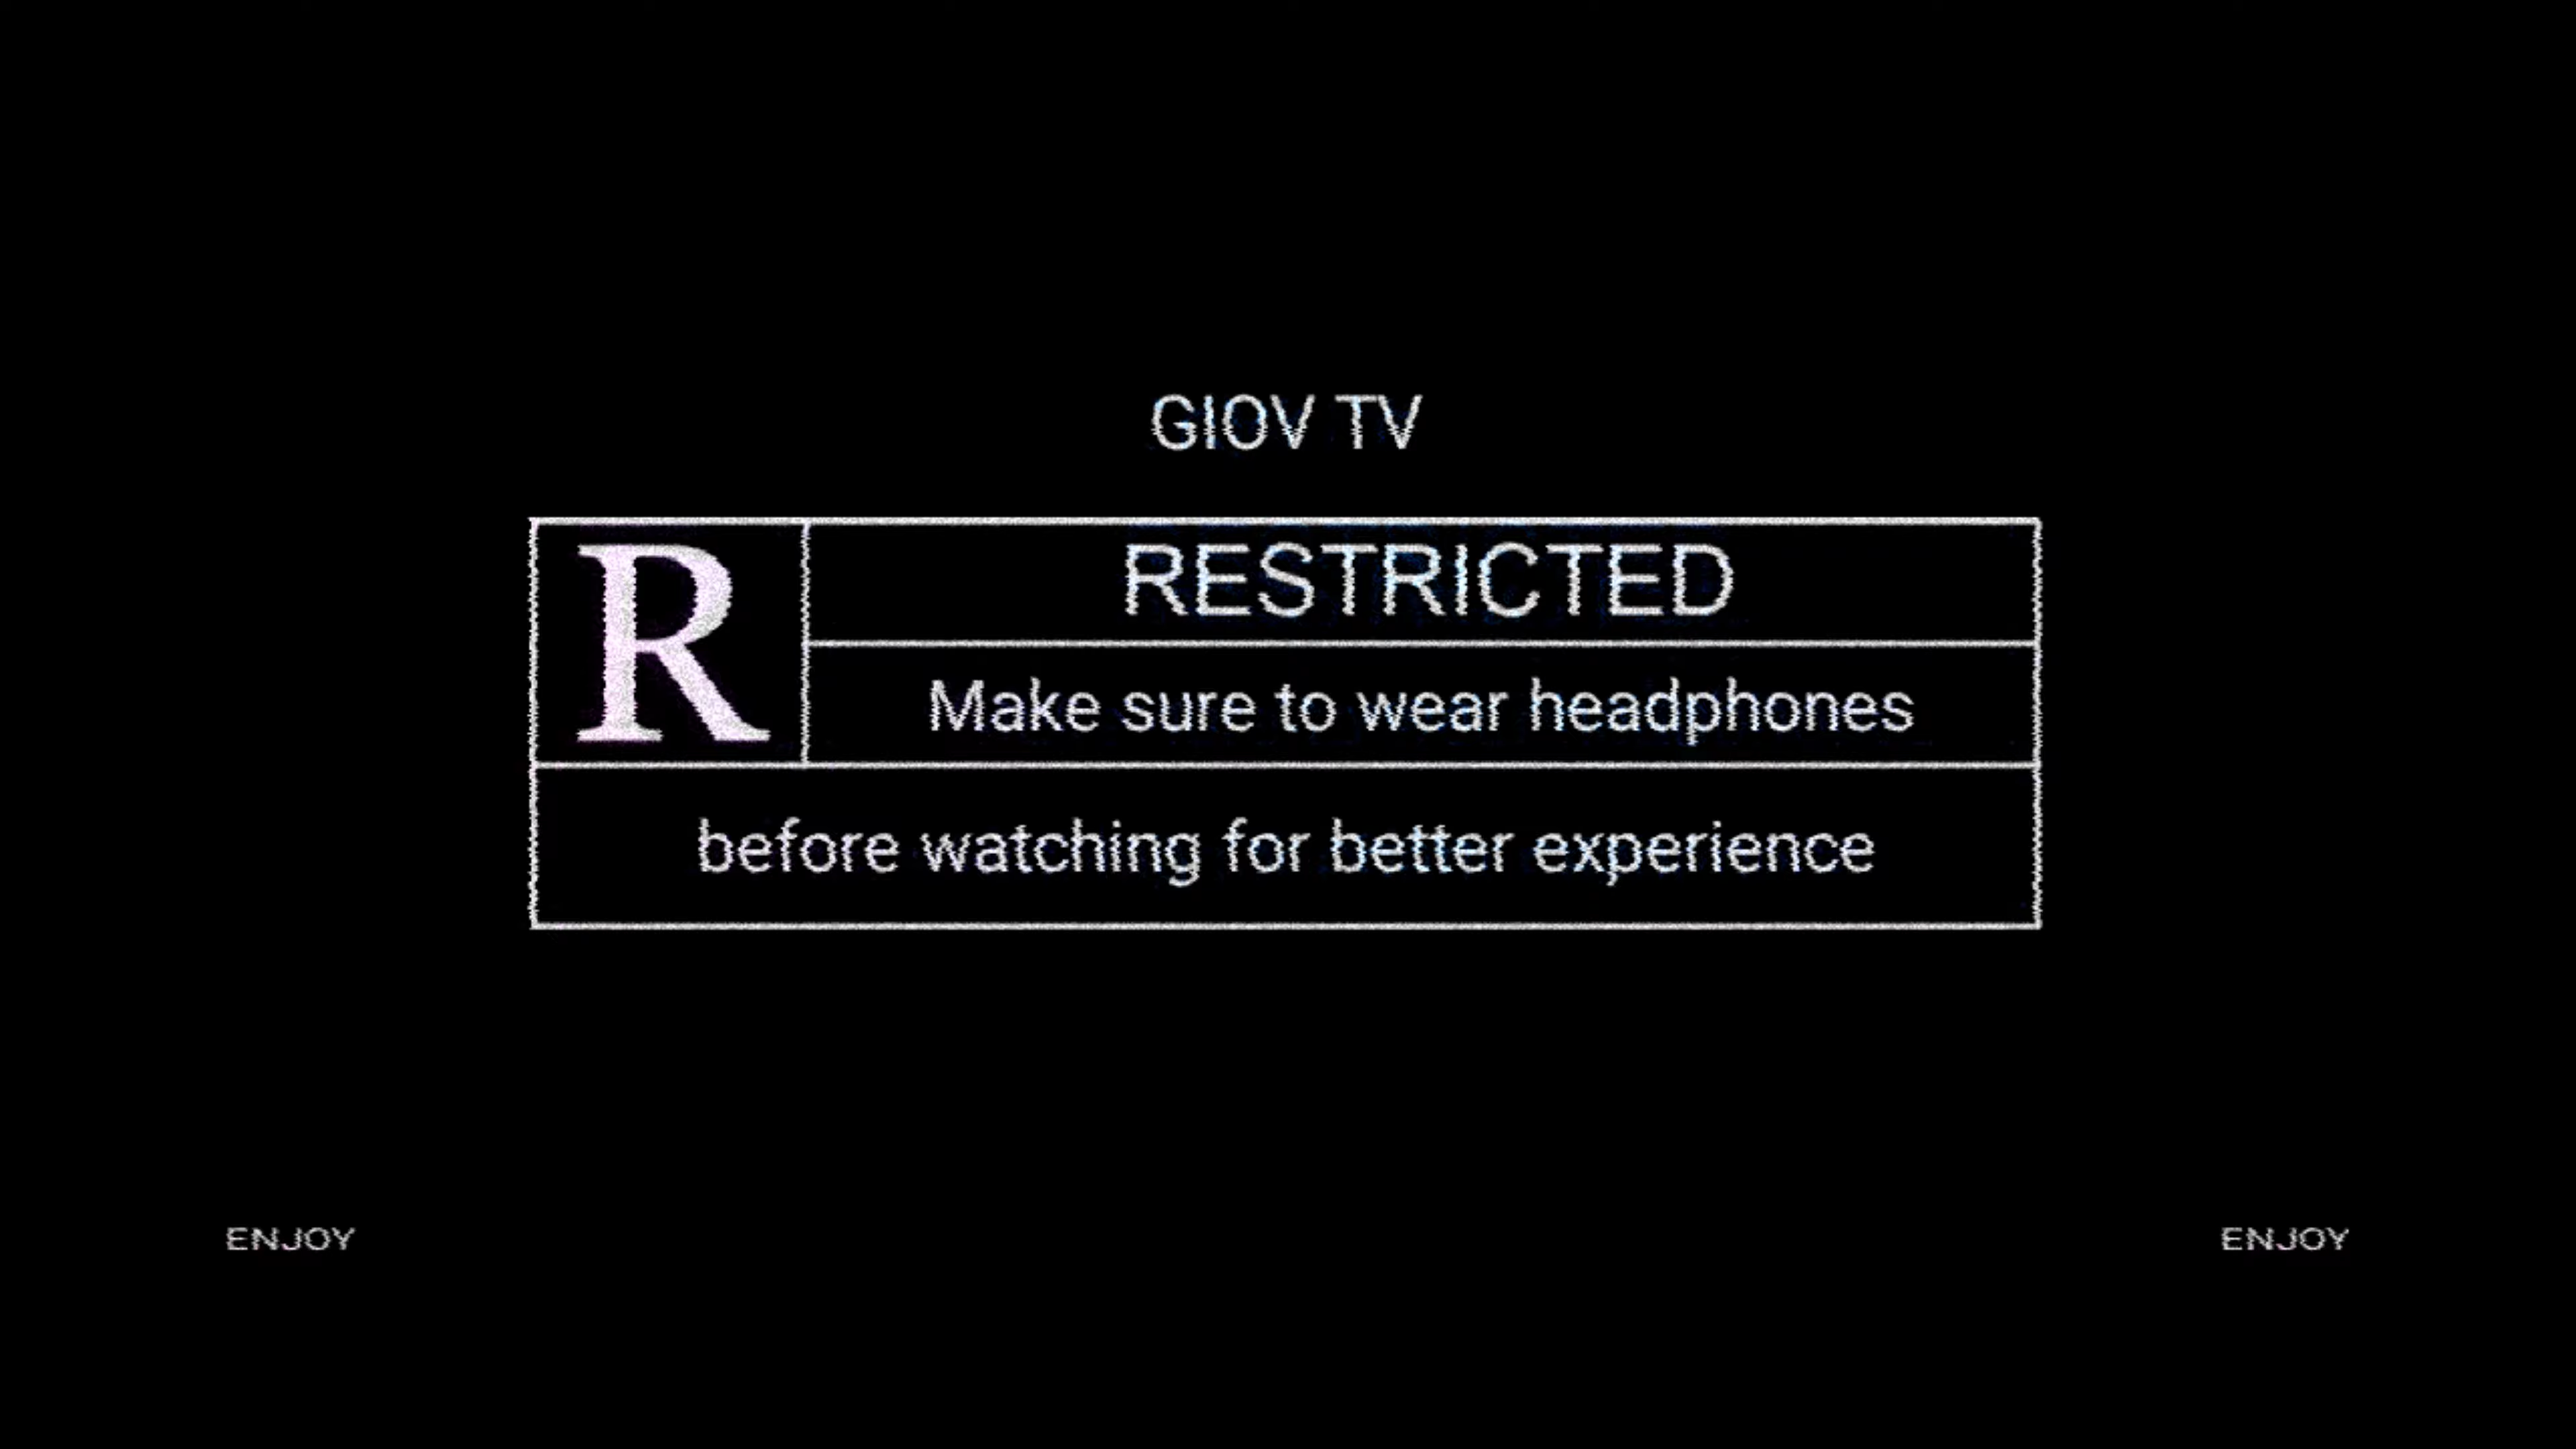 GIOV TV
R
RESTRICTED
Make sure to wear headphones
before watching for better experience
ENJOY
ENJOY